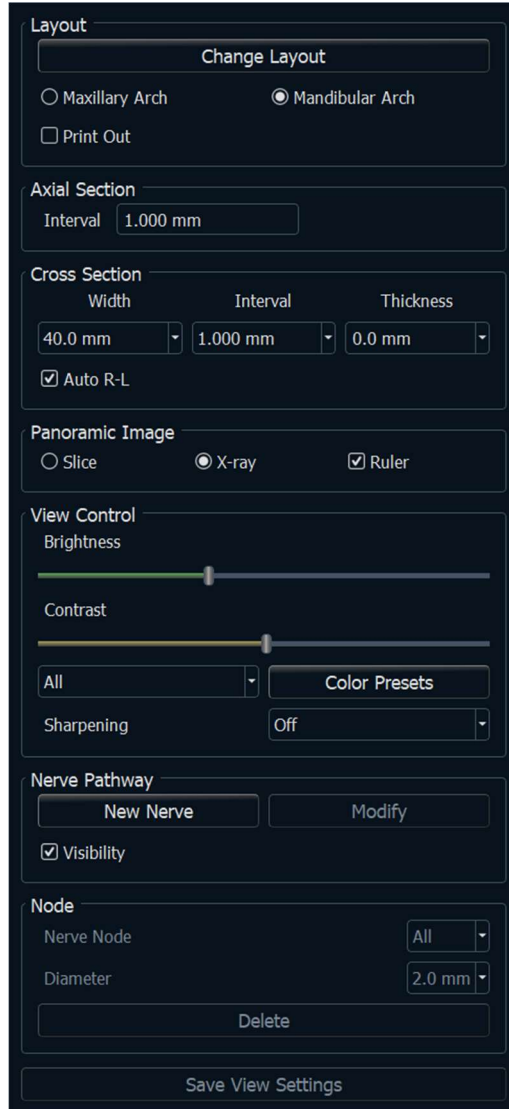 Layout
Change Layout
Maxillary Arch Mandibular Arch
Print Out
Axial Section
Interval 1.000 mm
Cross Section
Width Interval Thickness
40.0 mm 1.000 mm 0.0 mm
Auto R-L
Panoramic Image
Slice X-ray Ruler
View Control
Brightness
Contrast
All Color Presets
Sharpening Off
Nerve Pathway
New Nerve Modify
Visibility
Node
Nerve Node All
Diameter 2.0 mm
Delete
Save View Settings